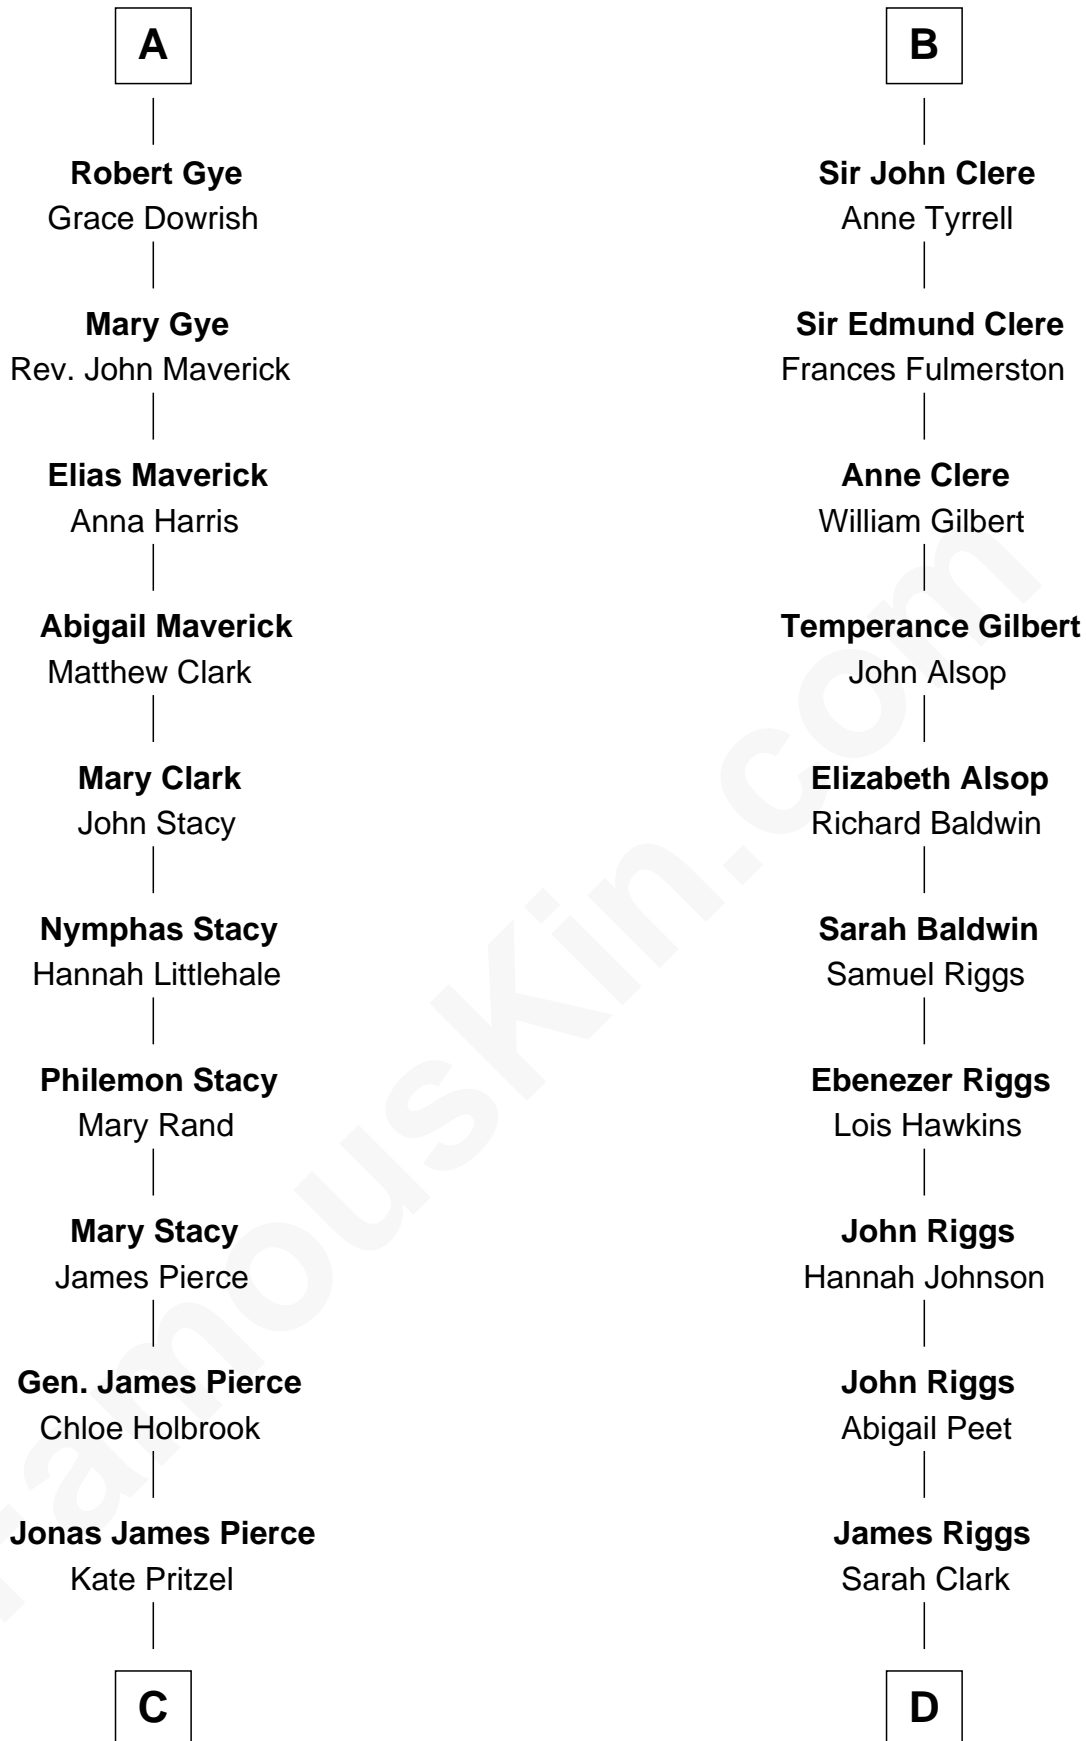 A
Robert Gye
Grace Dowrish
Mary Gye
Rev. John Maverick
Elias Maverick
Anna Harris
Abigail Maverick
Matthew Clark
Mary Clark
John Stacy
Nymphas Stacy
Hannah Littlehale
Philemon Stacy
Mary Rand
Mary Stacy
James Pierce
Gen. James Pierce
Chloe Holbrook
Jonas James Pierce
Kate Pritzel
C
B
Sir John Clere
Anne Tyrrell
Sir Edmund Clere
Frances Fulmerston
Anne Clere
William Gilbert
Temperance Gilbert
John Alsop
Elizabeth Alsop
Richard Baldwin
Sarah Baldwin
Samuel Riggs
Ebenezer Riggs
Lois Hawkins
John Riggs
Hannah Johnson
John Riggs
Abigail Peet
James Riggs
Sarah Clark
D
FamousKin.com